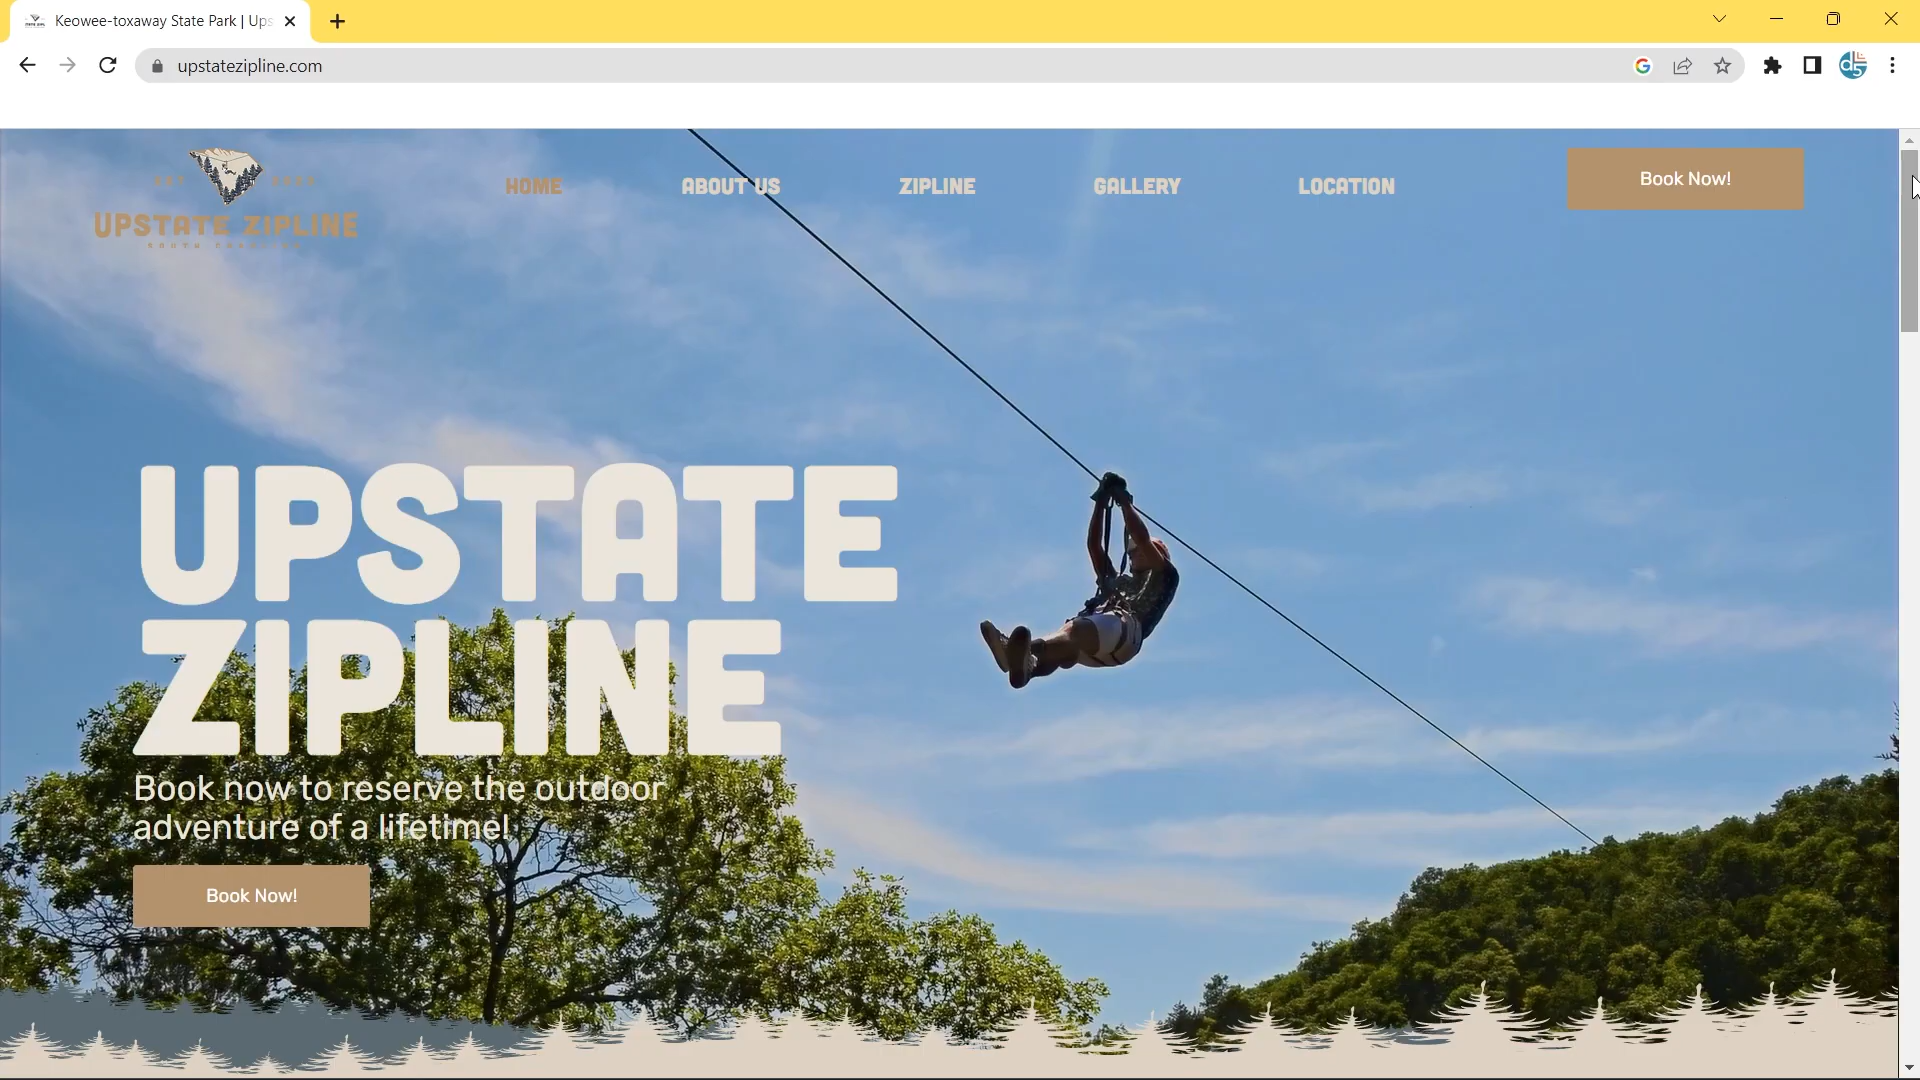 Keowee-toxaway State Park | Ups
upstatezipline.com
UPSTATE ZIPLINE
HOME
ABOUT US
ZIPLINE
GALLERY
LOCATION
Book Now!
UPSTATE
ZIPLINE
Book now to reserve the outdoor
adventure of a lifetime!
Book Now!